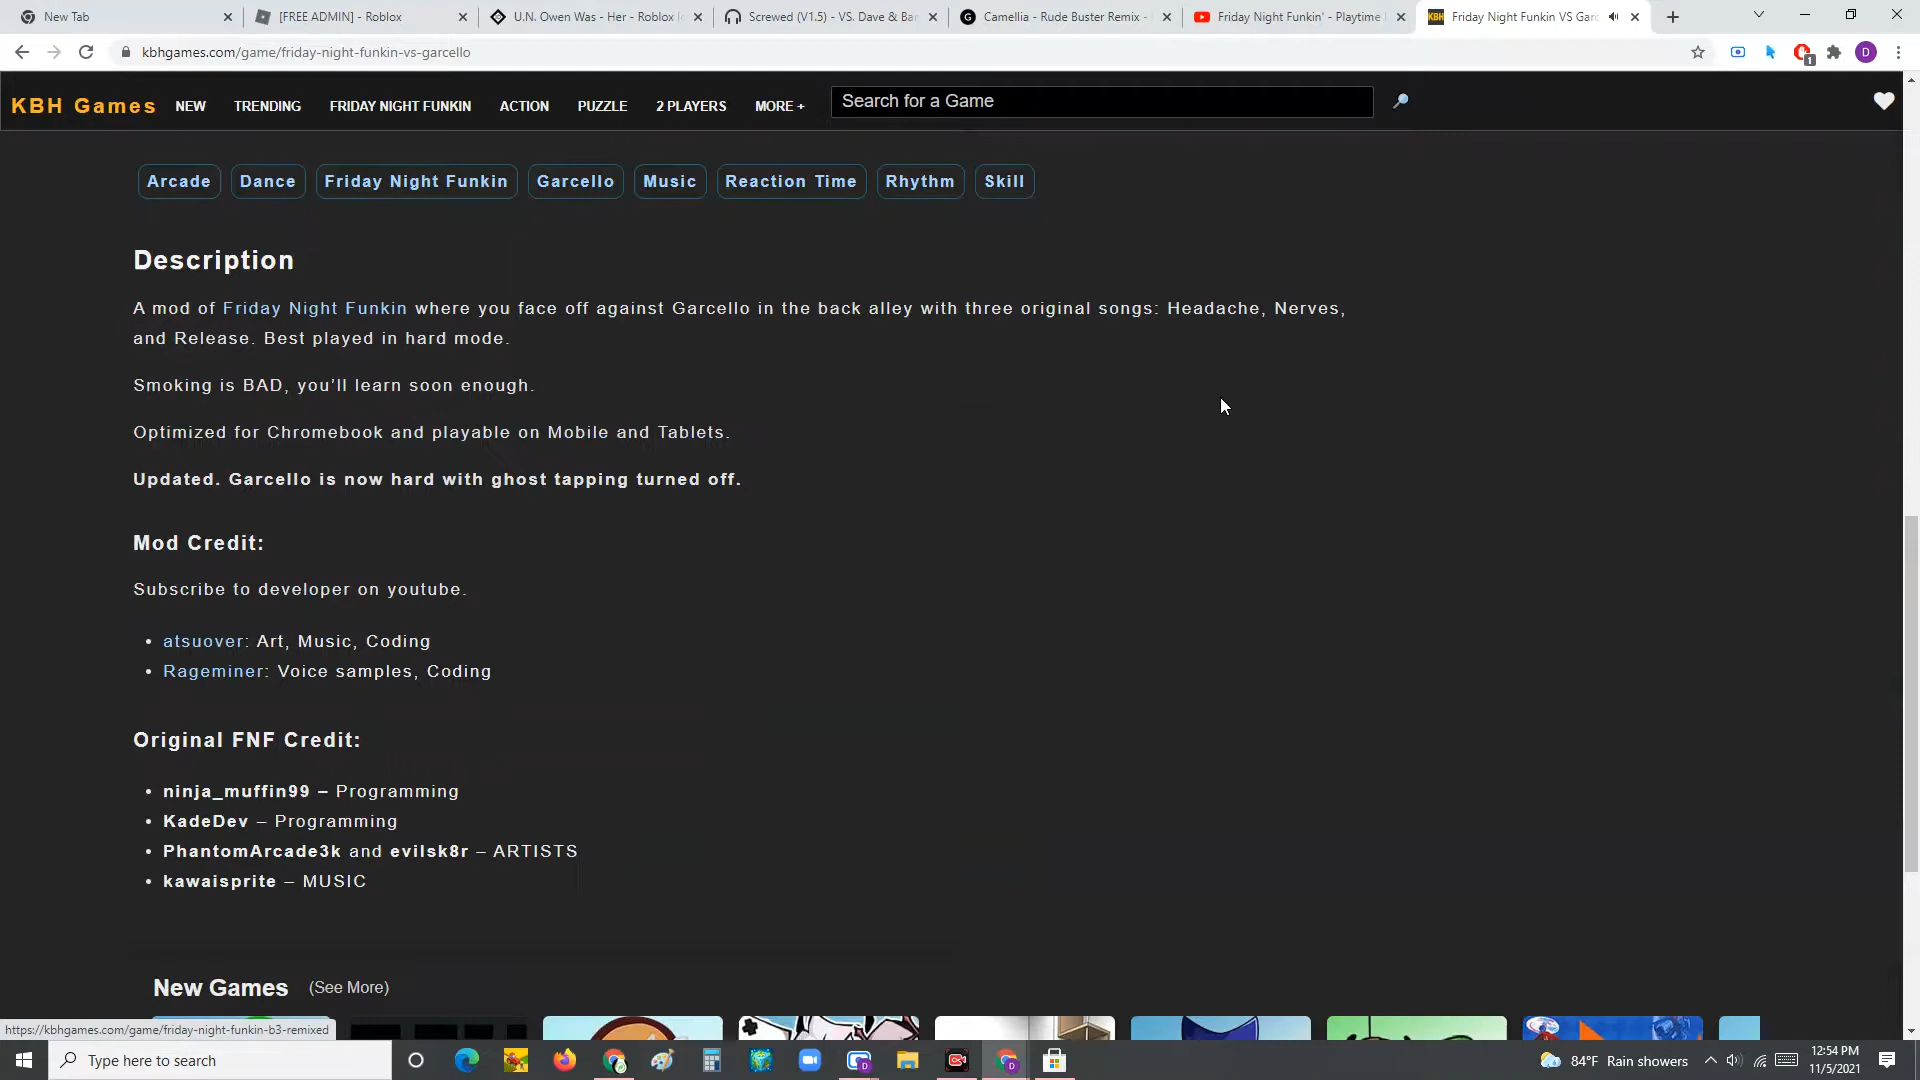 New Tab
[FREE ADMIN] - Roblox
U.N. Owen Was - Her - Roblox
Screwed (V1.5) - VS. Dave & Ba
Camellia - Rude Buster Remix -
Friday Night Funkin' - Playtime
KBH
Friday Night Funkin VS Garc
kbhgames.com/game/friday-night-funkin-vs-garcello
1
D
KBH Games
NEW
TRENDING
FRIDAY NIGHT FUNKIN
ACTION
PUZZLE
2 PLAYERS
MORE +
Search for a Game
Arcade
Dance
Friday Night Funkin
Garcello
Music
Reaction Time
Rhythm
Skill
Description
A mod of Friday Night Funkin where you face off against Garcello in the back alley with three original songs: Headache, Nerves,
and Release. Best played in hard mode.
Smoking is BAD, you’ll learn soon enough.
Optimized for Chromebook and playable on Mobile and Tablets.
Updated. Garcello is now hard with ghost tapping turned off.
Mod Credit:
Subscribe to developer on youtube.
• atsuover: Art, Music, Coding
• Rageminer: Voice samples, Coding
Original FNF Credit:
• ninja_muffin99 – Programming
• KadeDev – Programming
• PhantomArcade3k and evilsk8r – ARTISTS
• kawaisprite – MUSIC
New Games (See More)
https://kbhgames.com/game/friday-night-funkin-b3-remixed
Type here to search
84°F Rain showers
12:54 PM
11/5/2021